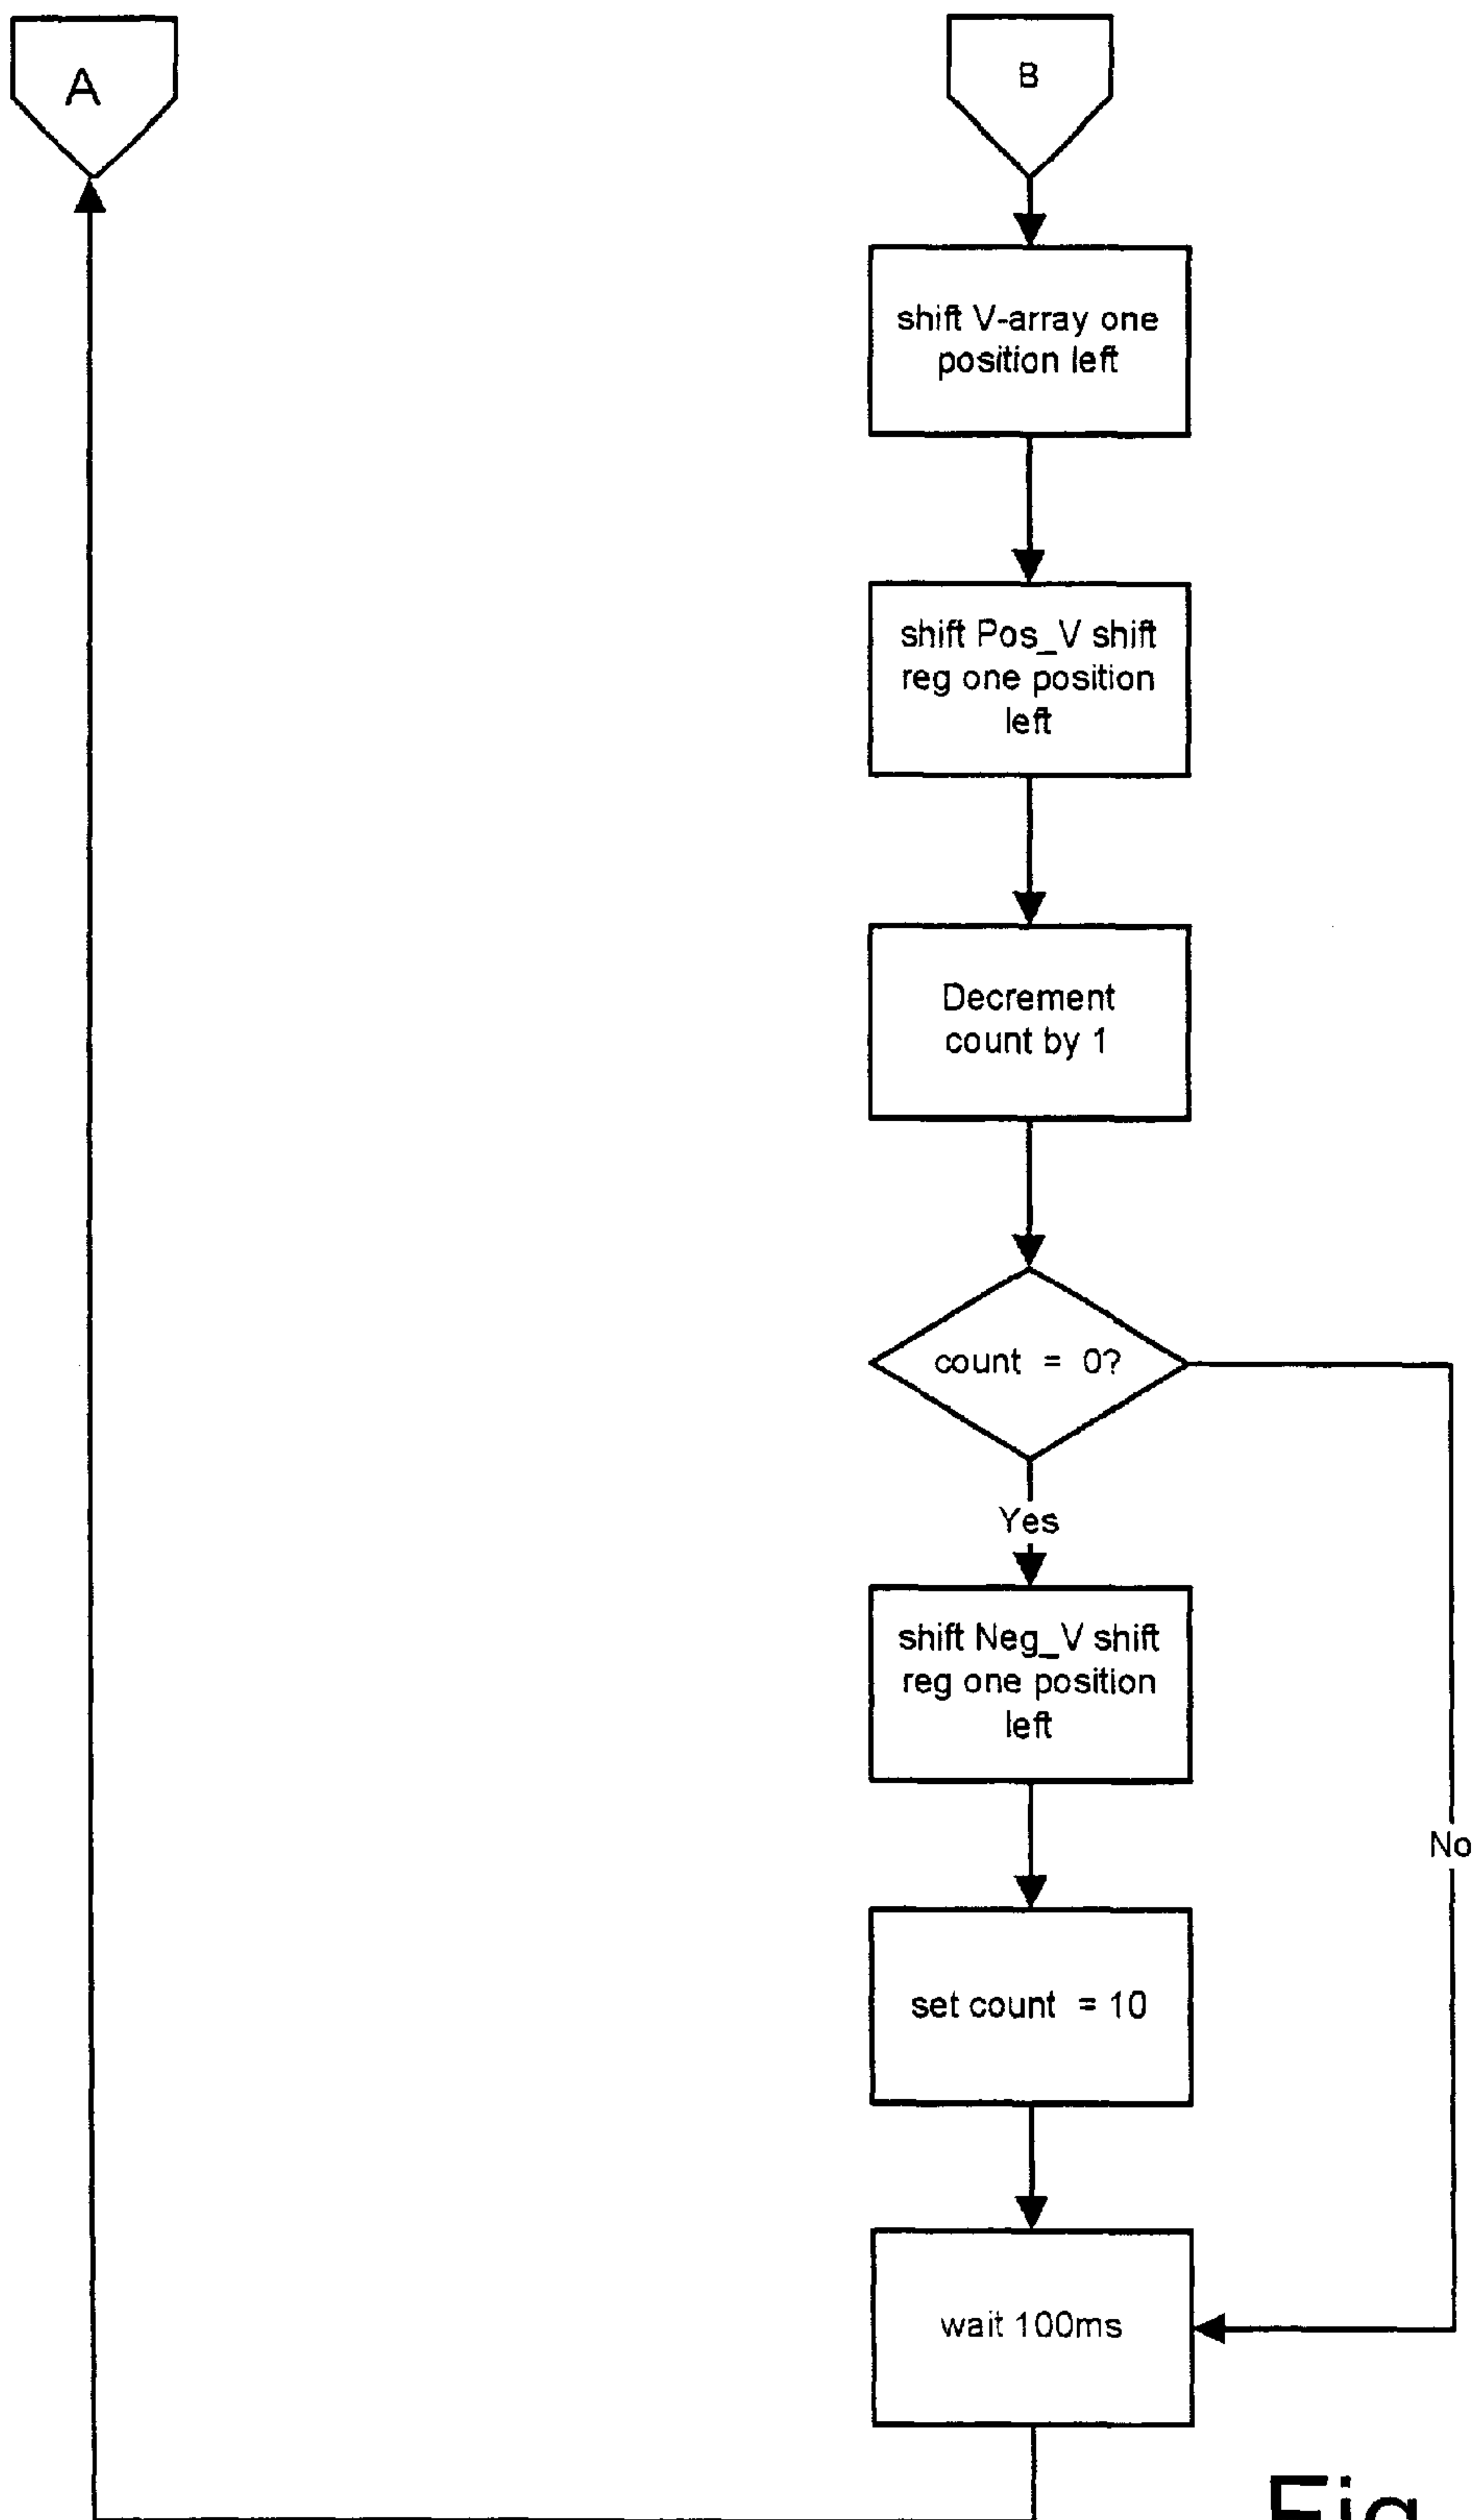 A
B
shift V-array one
position left
shift Pos_V shift
reg one position
left
Decrement
count by 1
count = 0?
Yes
shift Neg_V shift
reg one position
left
No
set count = 10
wait 100ms
Fig